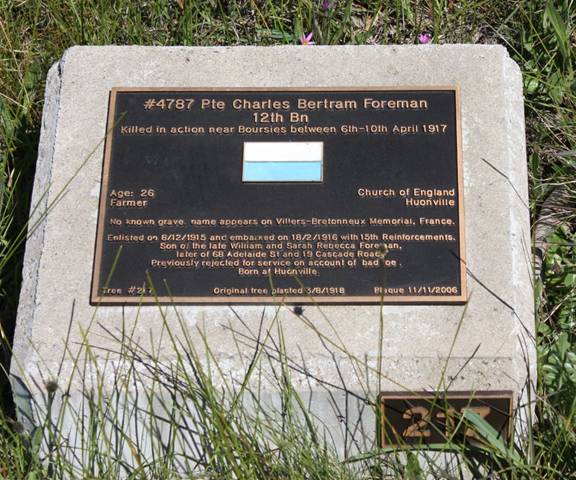 #4787 Pte Charles Bertram Foreman
12th Bn
Killed in action near Boursies between 6th-10th April 1917
Age: 26
Farmer
Church of England
Huonville
No known grave, name appears on Villers-Bretonneux Memorial, France.
Enlisted on 8/12/1915 and embarked on 18/2/1916 with 15th Reinforcements.
Son of the late William and Sarah Rebecca Foreman,
later of 68 Adelaide St and 19 Cascade Road.
Previously rejected for service on account of bad toe.
Born at Huonville.
Tree
Original tree plasted 3/8/1918
Plaque 11/11/2006